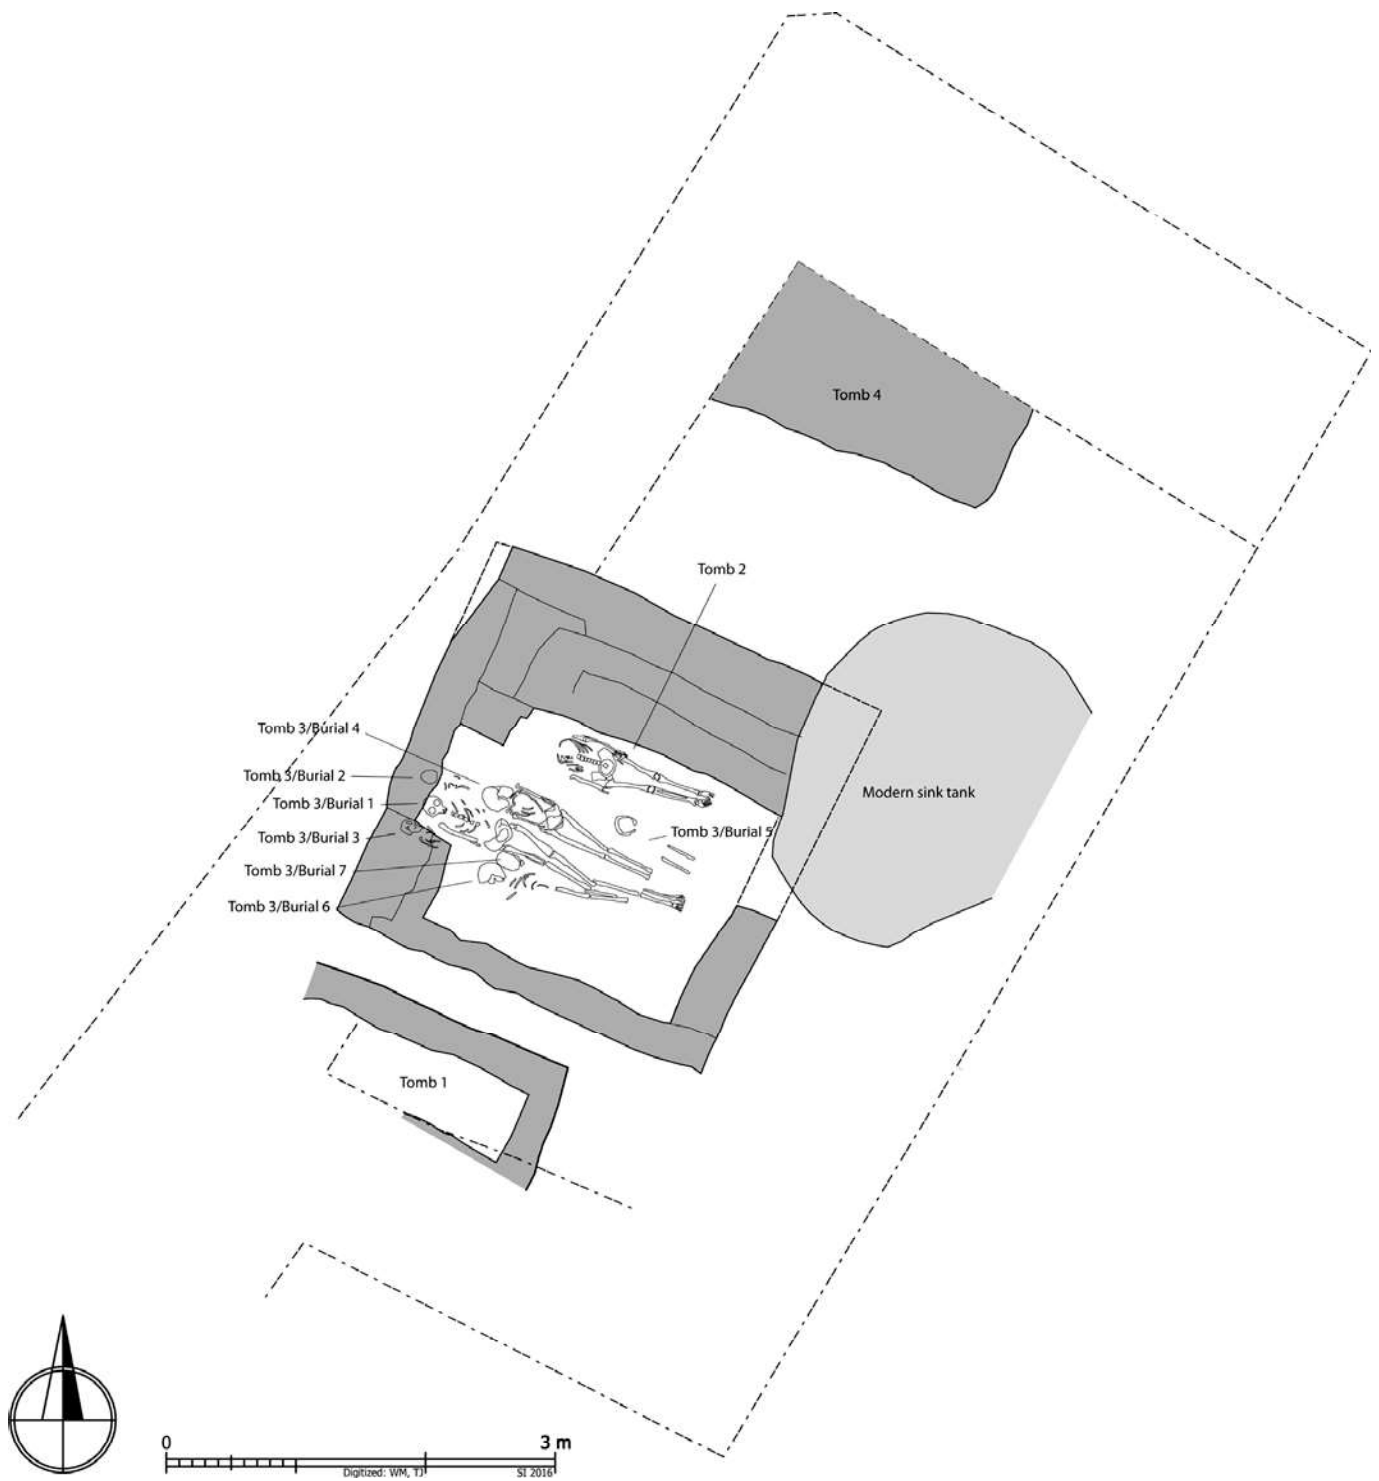 Tomb 4
Tomb 2
Tomb 3/Burial 4
Tomb 3/Burial 2
Tomb 3/Burial 1
Tomb 3/Burial 3
Tomb 3/Burial 5
Tomb 3/Burial 7
Tomb 3/Burial 6
Modern sink tank
Tomb 1
0
3 m
Digitized: WM, TJ
SI 2016